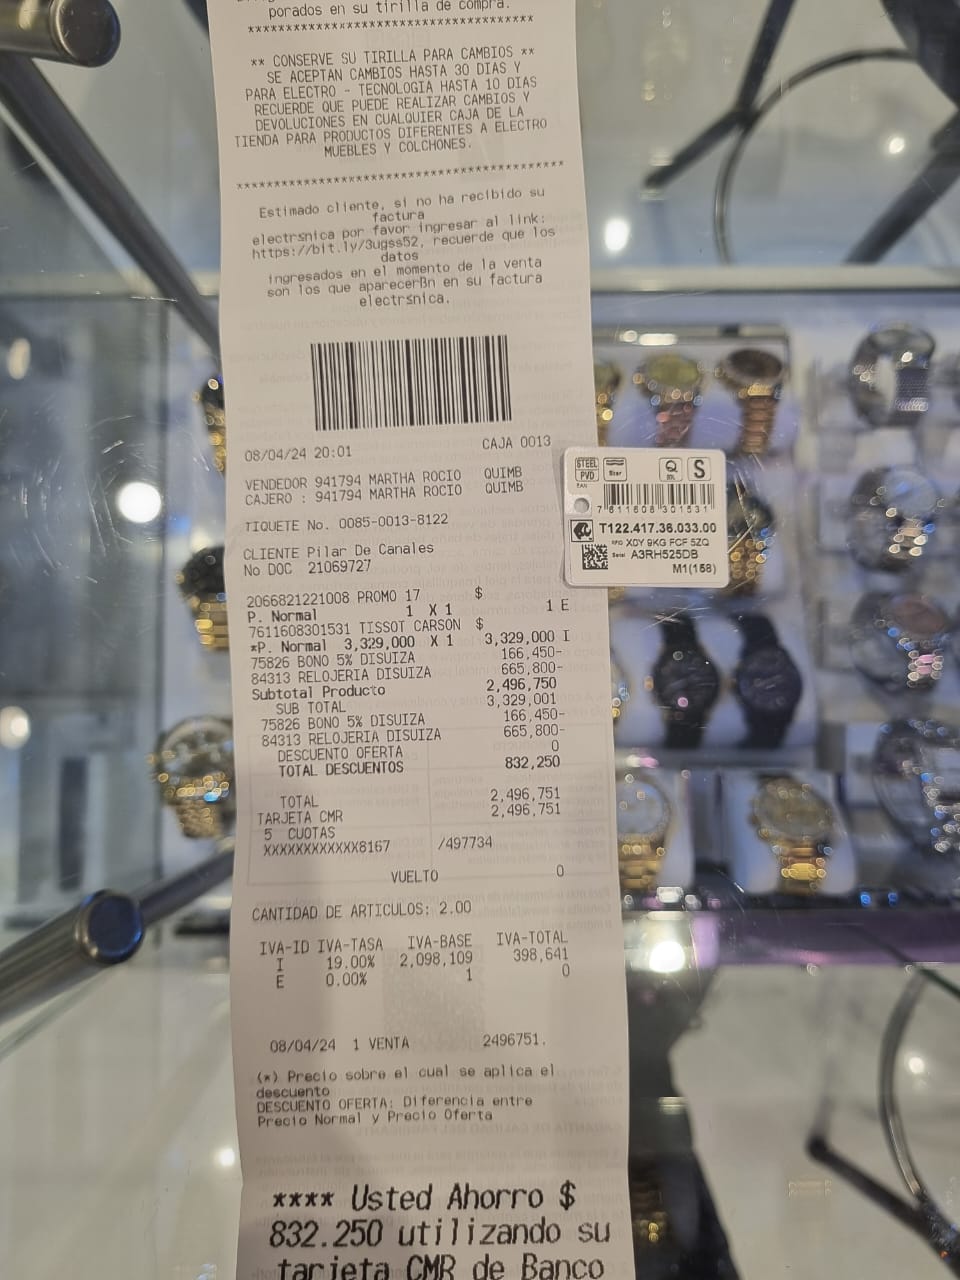 porados en su tirilla de compra.
**********************************
** CONSERVE SU TIRILLA PARA CAMBIOS **
SE ACEPTAN CAMBIOS HASTA 30 DIAS Y
PARA ELECTRO - TECNOLOGIA HASTA 10 DIAS
RECUERDE QUE PUEDE REALIZAR CAMBIOS Y
DEVOLUCIONES EN CUALQUIER CAJA DE LA
TIENDA PARA PRODUCTOS DIFERENTES A ELECTRO
MUEBLES Y COLCHONES.
***************************************
Estimado cliente, si no ha recibido su
factura
electrsnica por favor ingresar al link:
https://bit.ly/3ugss52, recuerde que los
datos
ingresados en el momento de la venta
son los que aparecerBn en su factura
electrsnica.
08/04/24 20:01 CAJA 0013
VENDEDOR 941794 MARTHA ROCIO QUIMB
CAJERO : 941794 MARTHA ROCIO QUIMB
TIQUETE No. 0085-0013-8122
CLIENTE Pilar De Canales
No DOC 21069727
2066821221008 PROMO 17 $
P. Normal 1 X 1 1 E
7611608301531 TISSOT CARSON $
*P. Normal 3,329,000 X 1 3,329,000 I
75826 BONO 5% DISUIZA 166,450-
84313 RELOJERIA DISUIZA 665,800-
Subtotal Producto 2,496,750
SUB TOTAL 3,329,001
75826 BONO 5% DISUIZA 166,450-
84313 RELOJERIA DISUIZA 665,800-
DESCUENTO OFERTA 0
TOTAL DESCUENTOS 832,250
TOTAL 2,496,751
TARJETA CMR 2,496,751
5 CUOTAS
XXXXXXXXXXXX8167 /497734
VUELTO 0
CANTIDAD DE ARTICULOS: 2.00
IVA-ID IVA-TASA IVA-BASE IVA-TOTAL
I 19.00% 2,098,109 398,641
E 0.00% 1 0
08/04/24 1 VENTA 2496751.
(*) Precio sobre el cual se aplica el
descuento
DESCUENTO OFERTA: Diferencia entre
Precio Normal y Precio Oferta
**** Usted Ahorro $
832.250 utilizando su
tarjeta CMR de Banco
STEEL
PVD
5bar
Q
S
EAN
7 611608 301531
T122.417.36.033.00
RFID XDY 9KG FCF 5ZQ
Serial A3RH525DB
M1(158)